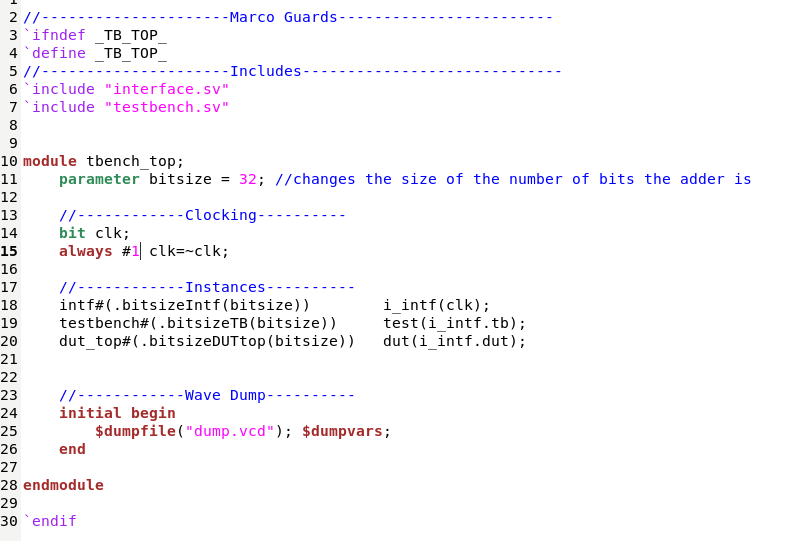 1
2 //---------------------Marco Guards------------------------
3 `ifndef _TB_TOP_
4 `define _TB_TOP_
5 //---------------------Includes-----------------------------
6 `include "interface.sv"
7 `include "testbench.sv"
8
9
10 module tbench_top;
11     parameter bitsize = 32; //changes the size of the number of bits the adder is
12
13     //------------Clocking----------
14     bit clk;
15     always #1 clk=~clk;
16
17     //------------Instances----------
18     intf#(.bitsizeIntf(bitsize))        i_intf(clk);
19     testbench#(.bitsizeTB(bitsize))     test(i_intf.tb);
20     dut_top#(.bitsizeDUTtop(bitsize))   dut(i_intf.dut);
21
22
23     //------------Wave Dump----------
24     initial begin
25         $dumpfile("dump.vcd"); $dumpvars;
26     end
27
28 endmodule
29
30 `endif